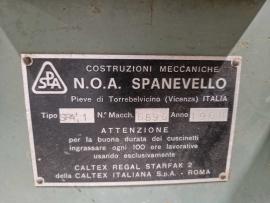 COSTRUZIONI MECCANICHE
SPA
N.O.A. SPANEVELLO
Pieve di Torrebelvicino (Vicenza) ITALIA
Tipo N.° Macch. Anno
ATTENZIONE
per la buona durata dei cuscinetti
ingrassare ogni 100 ore lavorative
usando esclusivamente
CALTEX REGAL STARFAK 2
della CALTEX ITALIANA S.p.A. - ROMA